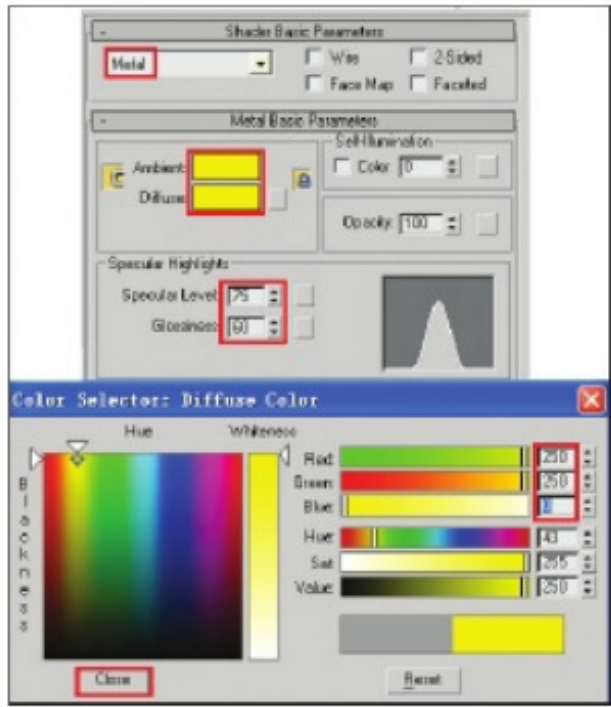 Shader Basic Parameters
Metal
Wire
2-Sided
Face Map
Faceted
Metal Basic Parameters
Self-Illumination
Ambient:
Color
0
Diffuse:
Opacity:
100
Specular Highlights
Specular Level:
75
Glossiness:
60
Color Selector: Diffuse Color
Hue
Whiteness
Blackness
Red:
250
Green:
250
Blue:
Hue:
43
Sat:
255
Value:
250
Close
Reset